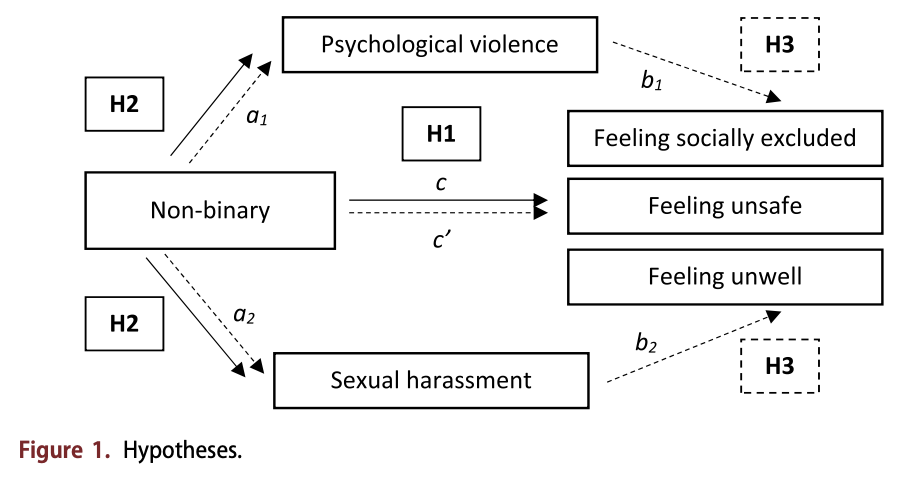 Psychological violence
H3
b1
H2
a1
H1
Feeling socially excluded
c
Non-binary
Feeling unsafe
c’
Feeling unwell
H2
a2
b2
H3
Sexual harassment
Figure 1. Hypotheses.